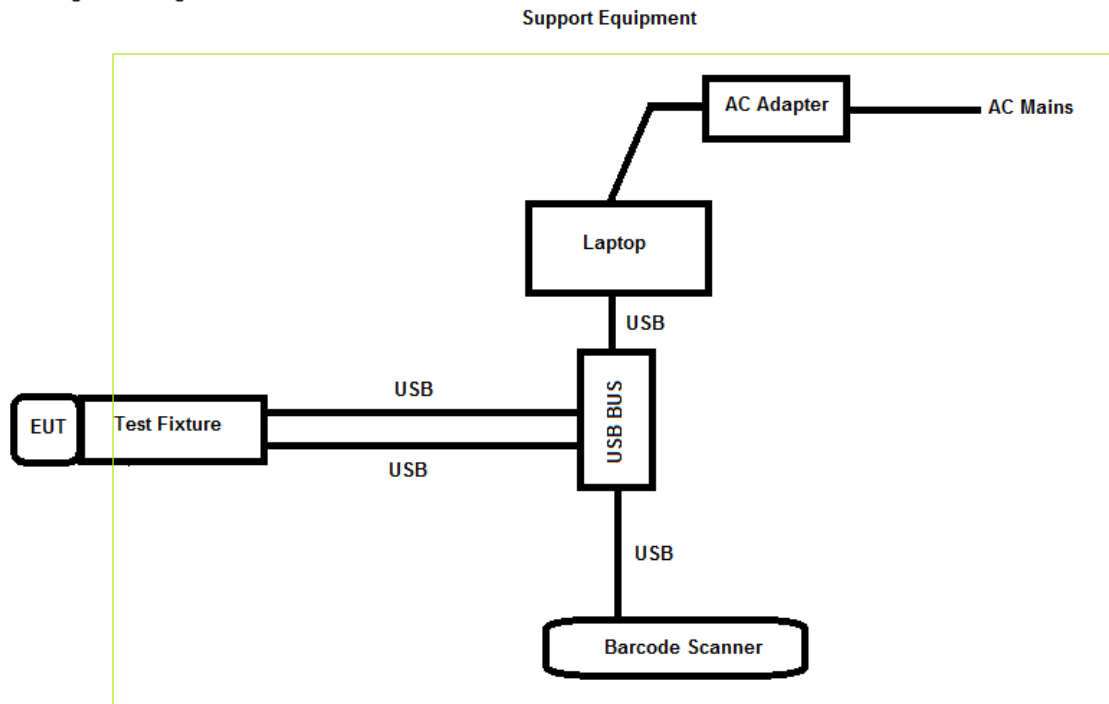 Support Equipment
AC Adapter
AC Mains
Laptop
USB
USB
USB BUS
EUT
Test Fixture
USB
USB
Barcode Scanner